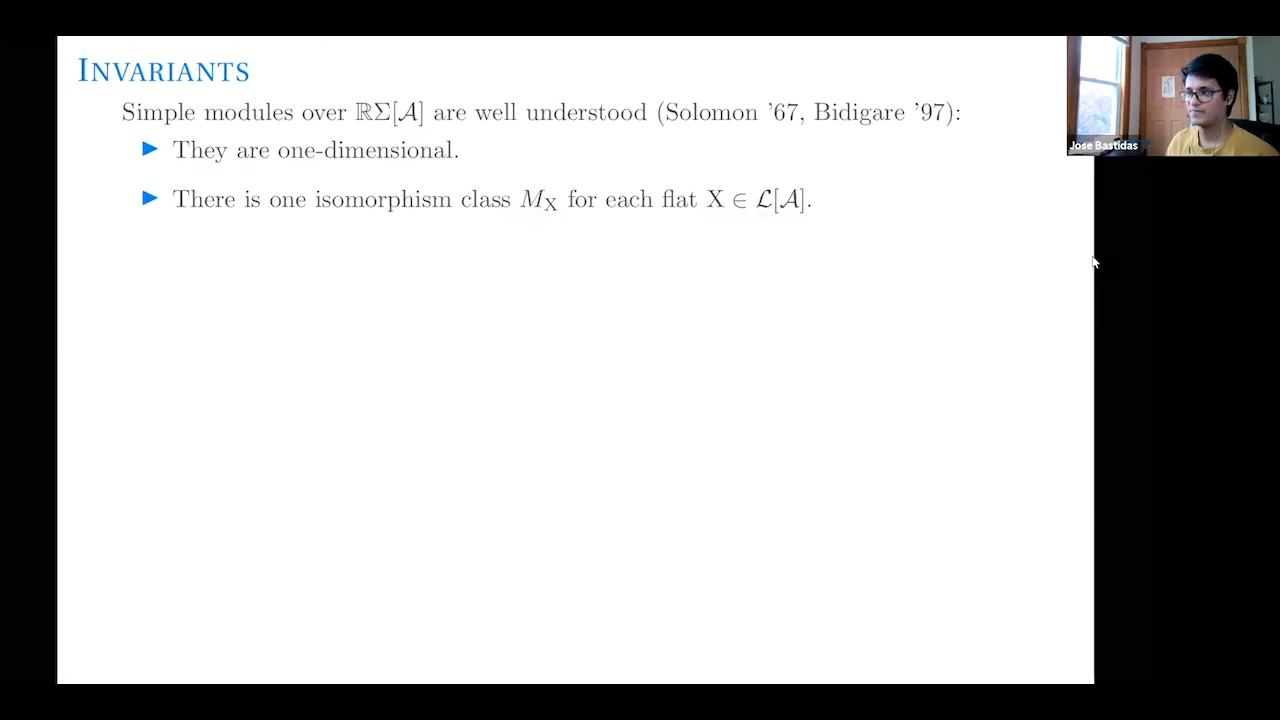 INVARIANTS
Simple modules over ℝΣ[𝒜] are well understood (Solomon '67, Bidigare '97):
▶ They are one-dimensional.
▶ There is one isomorphism class M_X for each flat X ∈ ℒ[𝒜].
Jose Bastidas